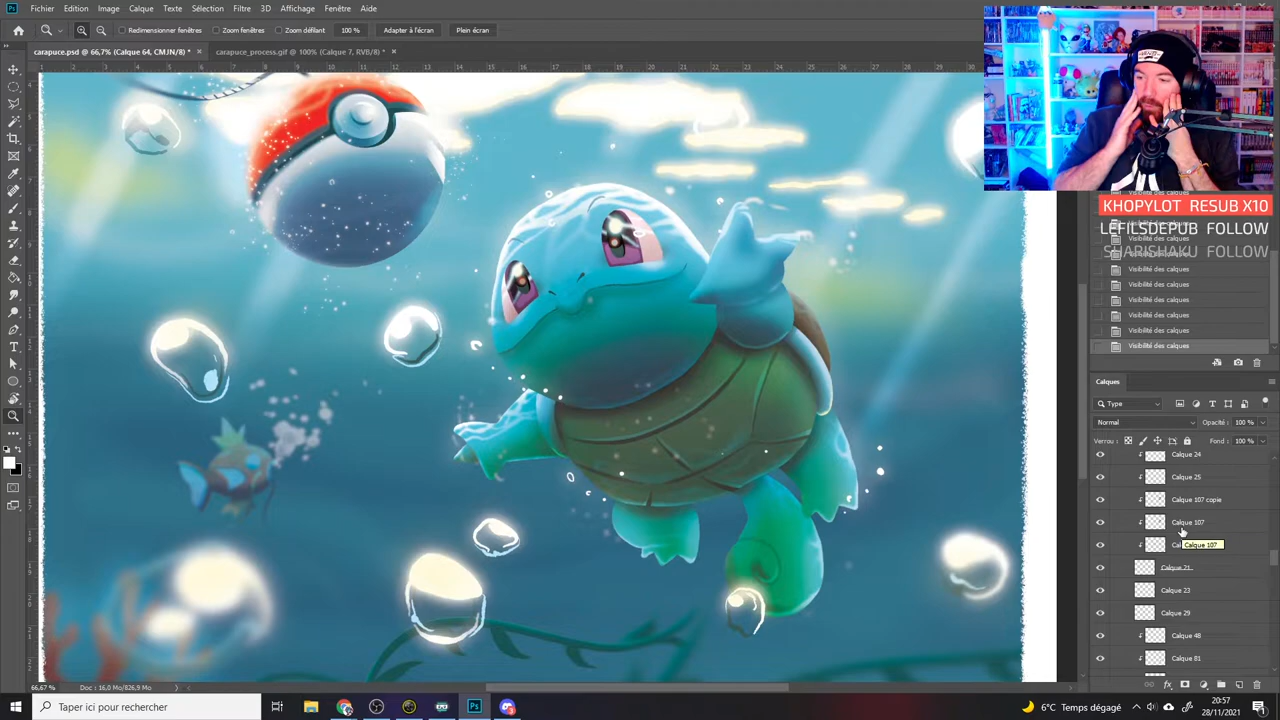 Fichier Edition Image Calque Texte Sélection Filtre 3D Affichage Fenêtre Aide
Redimensionner fenêtres Zoom fenêtres Zoom défilant 100 % Adapter à l'écran Plein écran
carapuce.psd @ 66,7% (Calque 64, CMJN/8) * × carapuce_process.gif @ 100% (Calque 7, RVB/8) * ×
KHOPYLOT RESUB X10
LEFILSDEPUB FOLLOW
SHARISHAKU FOLLOW
Visibilité des calques
Visibilité des calques
Visibilité des calques
Visibilité des calques
Visibilité des calques
Visibilité des calques
Calques
Type
Normal Opacité : 100 %
Verrou : Fond : 100 %
Calque 24
Calque 25
Calque 107 copie
Calque 107
Calque 107
Calque 21
Calque 23
Calque 29
Calque 48
Calque 81
66,67% Doc : 16,0 Mo/826,9 Mo
Taper ici pour rechercher
6°C Temps dégagé
20:57
28/11/2021